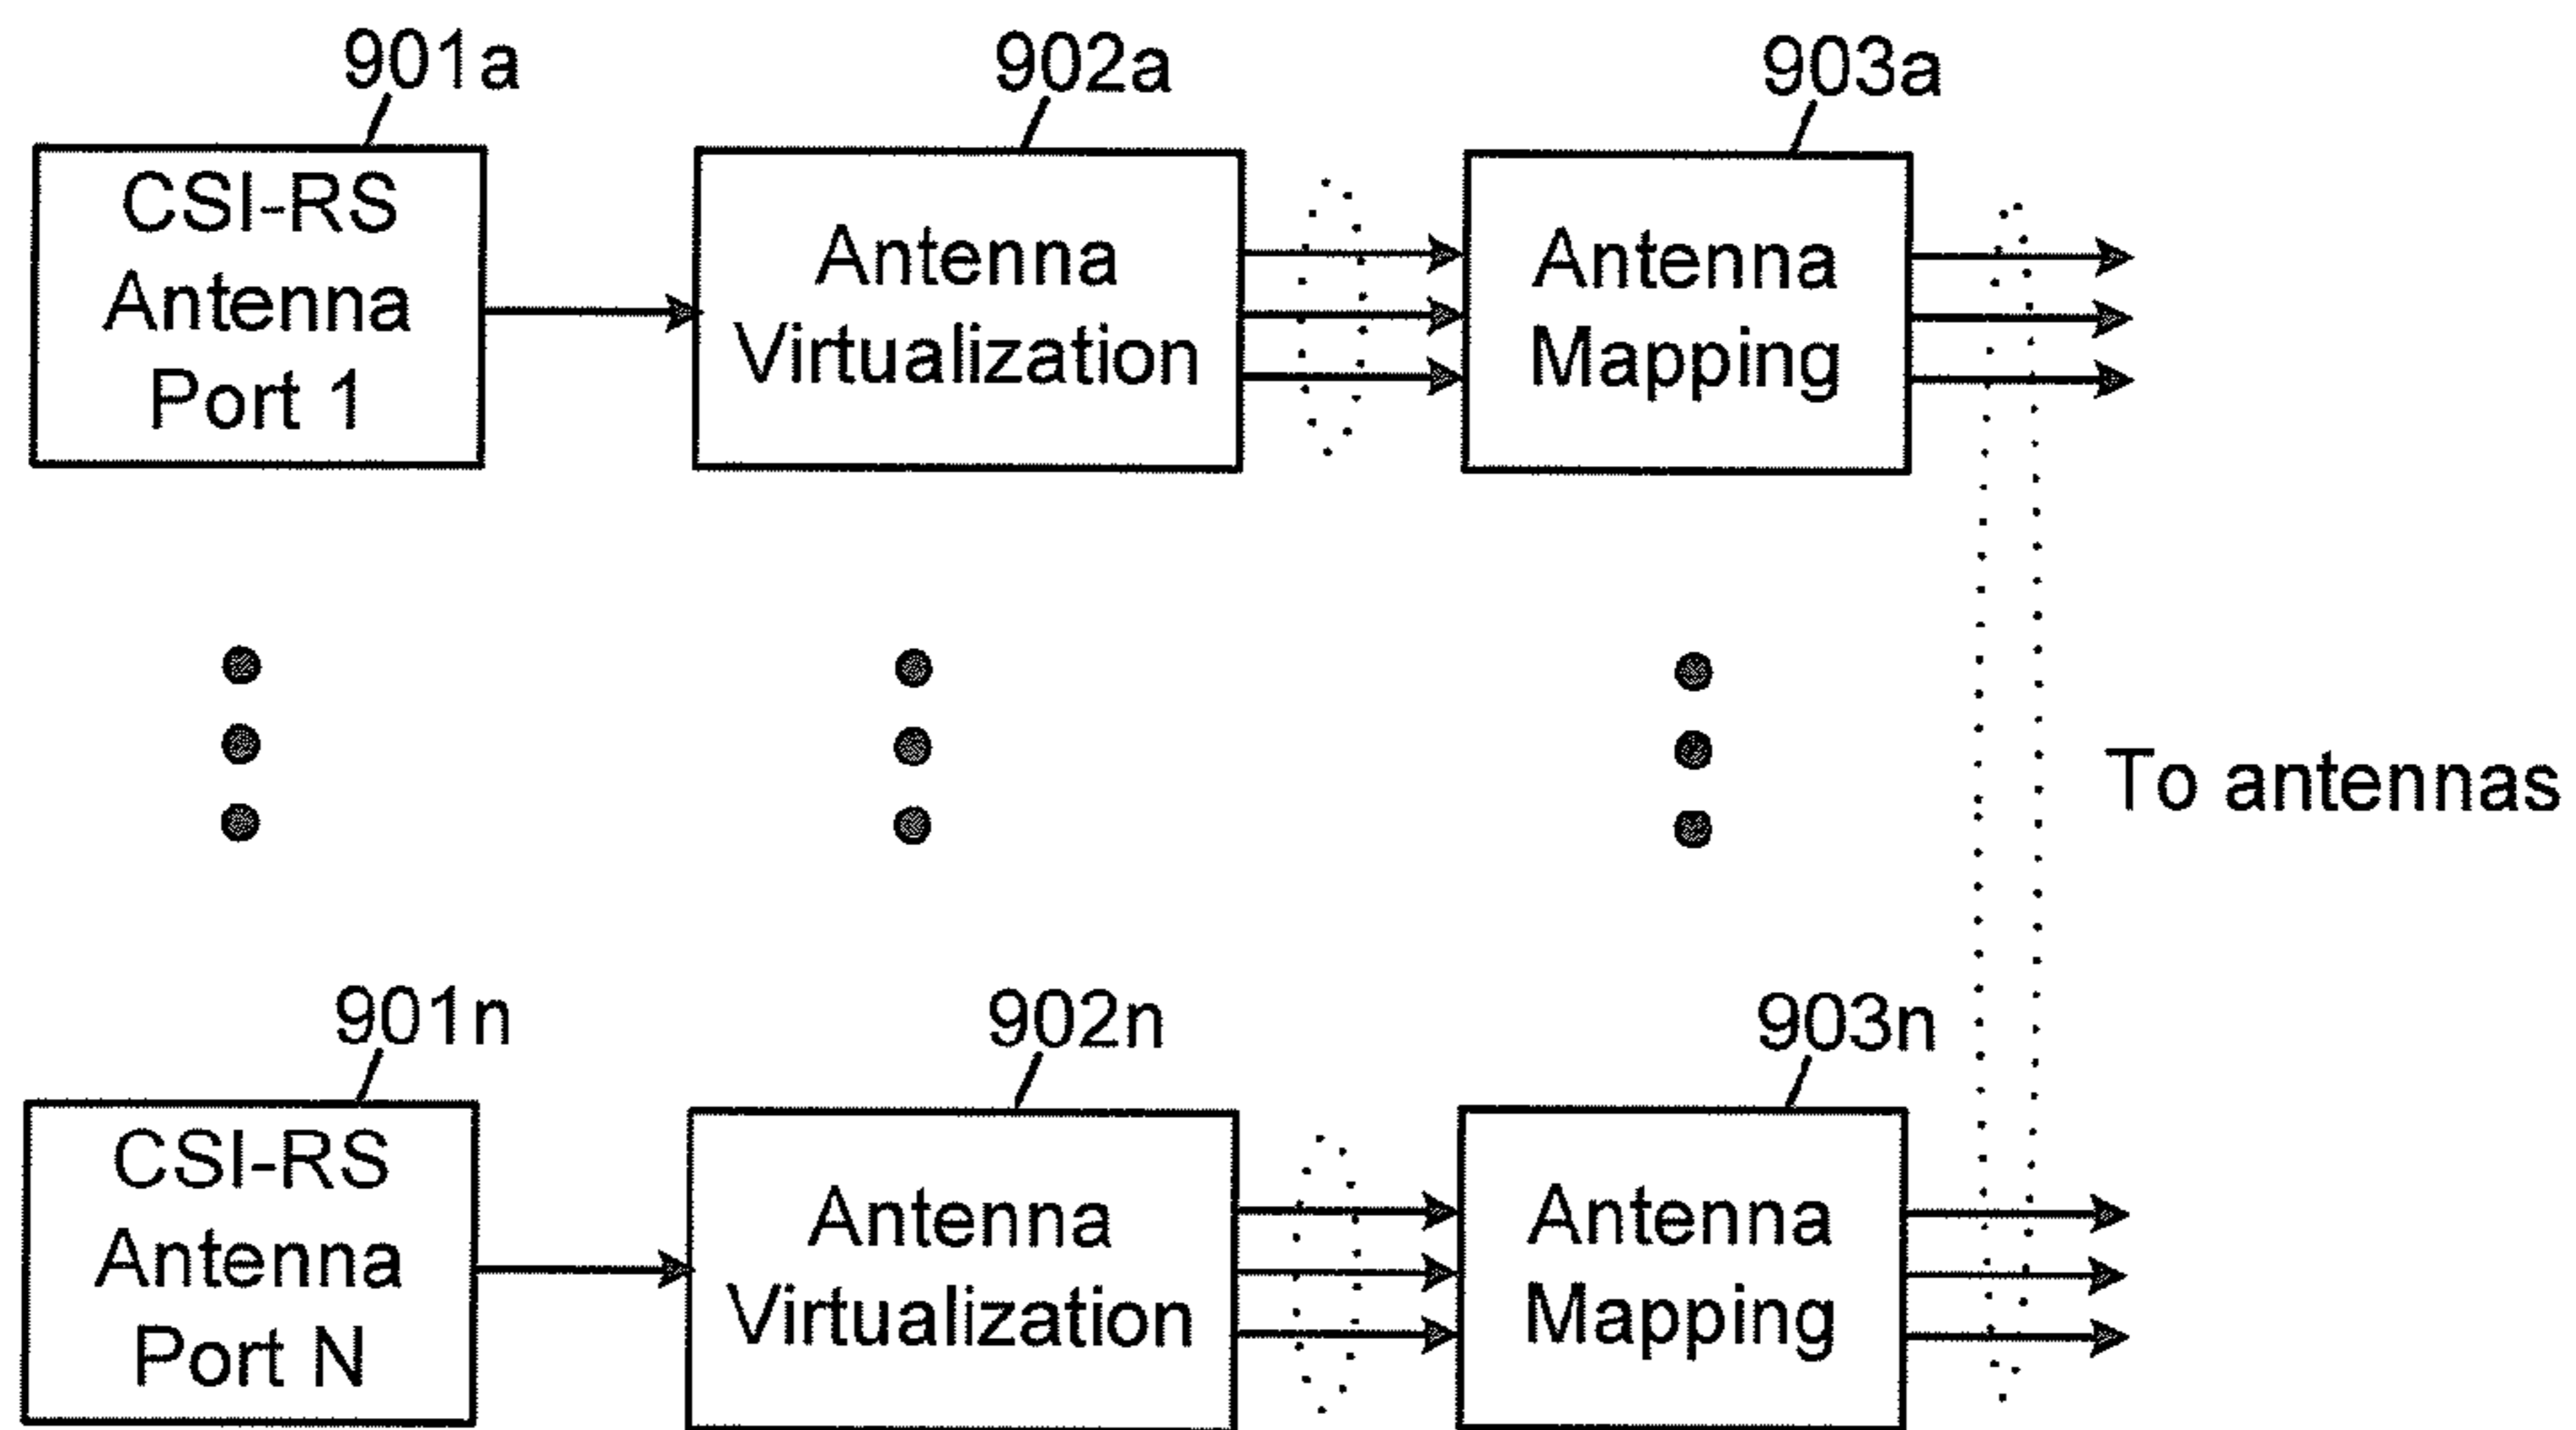 901a
902a
903a
CSI-RS
Antenna
Port 1
Antenna
Virtualization
Antenna
Mapping
To antennas
901n
902n
903n
CSI-RS
Antenna
Port N
Antenna
Virtualization
Antenna
Mapping